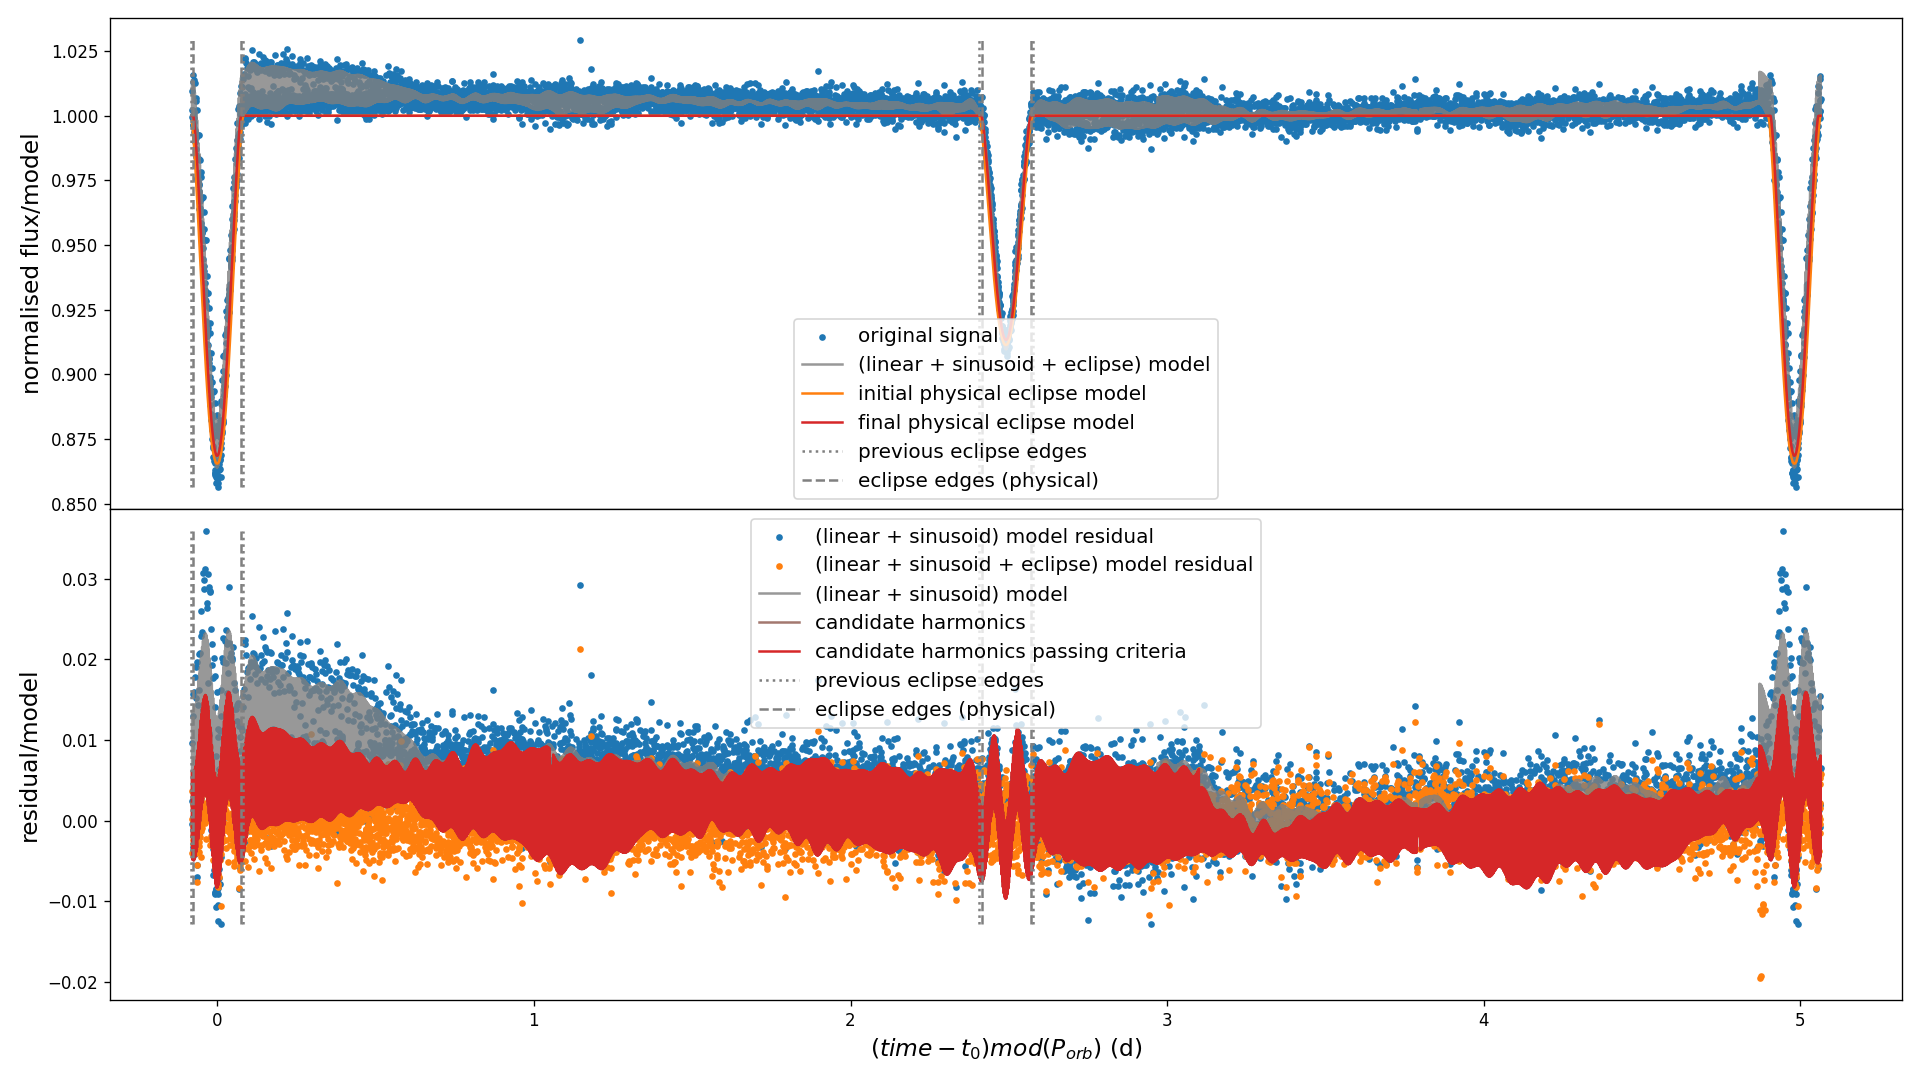 normalised flux/model
1.025
1.000
0.975
0.950
0.925
0.900
0.875
0.850
original signal
(linear + sinusoid + eclipse) model
initial physical eclipse model
final physical eclipse model
previous eclipse edges
eclipse edges (physical)
residual/model
0.03
0.02
0.01
0.00
−0.01
−0.02
(linear + sinusoid) model residual
(linear + sinusoid + eclipse) model residual
(linear + sinusoid) model
candidate harmonics
candidate harmonics passing criteria
previous eclipse edges
eclipse edges (physical)
0 1 2 3 4 5
(time − t₀)mod(Pₒᵣb) (d)